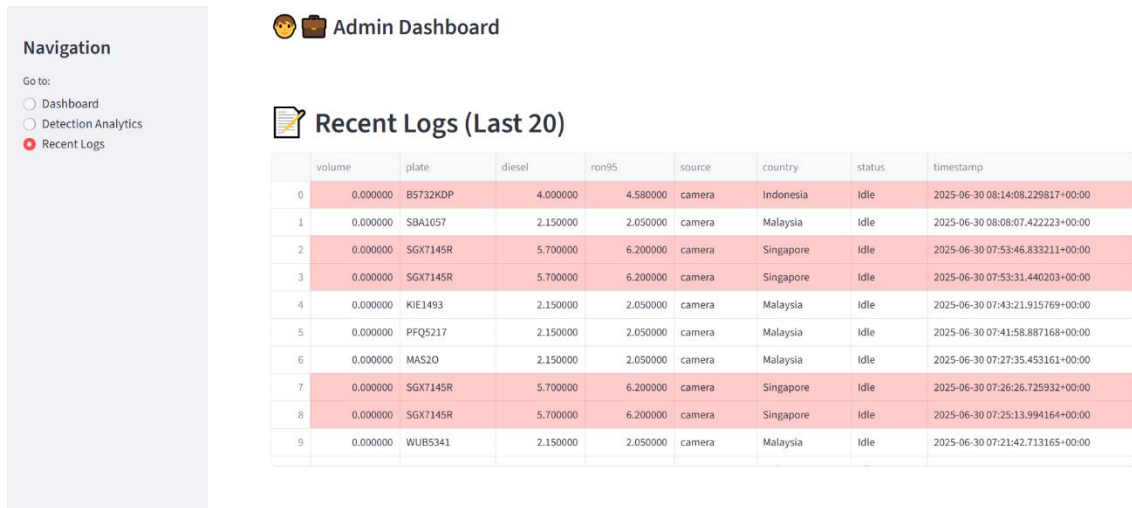 Navigation
Go to:
Dashboard
Detection Analytics
Recent Logs
Admin Dashboard
Recent Logs (Last 20)
volume plate diesel ron95 source country status timestamp
0 0.000000 B5732KDP 4.000000 4.580000 camera Indonesia Idle 2025-06-30 08:14:08.229817+00:00
1 0.000000 SBA1057 2.150000 2.050000 camera Malaysia Idle 2025-06-30 08:08:07.422223+00:00
2 0.000000 SGX7145R 5.700000 6.200000 camera Singapore Idle 2025-06-30 07:53:46.833211+00:00
3 0.000000 SGX7145R 5.700000 6.200000 camera Singapore Idle 2025-06-30 07:53:31.440203+00:00
4 0.000000 KIE1493 2.150000 2.050000 camera Malaysia Idle 2025-06-30 07:43:21.915769+00:00
5 0.000000 PFQ5217 2.150000 2.050000 camera Malaysia Idle 2025-06-30 07:41:58.887168+00:00
6 0.000000 MAS2O 2.150000 2.050000 camera Malaysia Idle 2025-06-30 07:27:35.453161+00:00
7 0.000000 SGX7145R 5.700000 6.200000 camera Singapore Idle 2025-06-30 07:26:26.725932+00:00
8 0.000000 SGX7145R 5.700000 6.200000 camera Singapore Idle 2025-06-30 07:25:13.994164+00:00
9 0.000000 WUB5341 2.150000 2.050000 camera Malaysia Idle 2025-06-30 07:21:42.713165+00:00